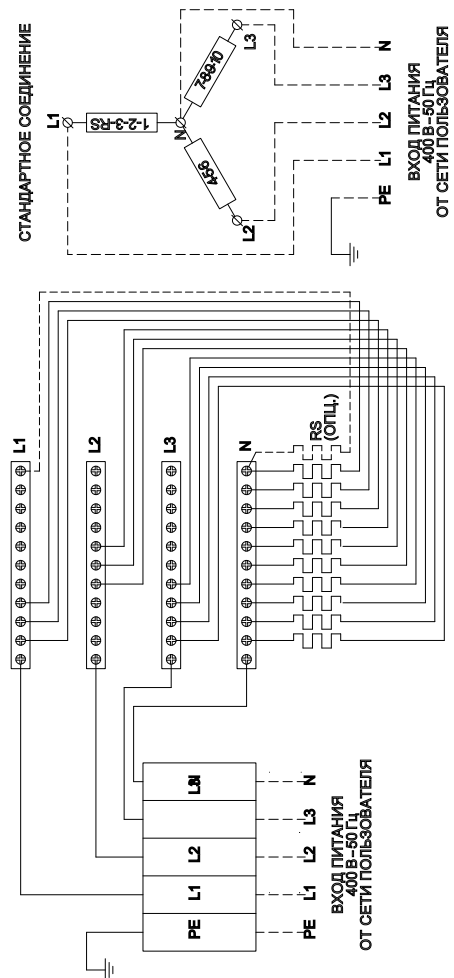 СТАНДАРТНОЕ СОЕДИНЕНИЕ
L1
1-2-3-RS
N
7-8-9-10
L3
4-5-6
L2
PE L1 L2 L3 N
ВХОД ПИТАНИЯ
400 В – 50 Гц
ОТ СЕТИ ПОЛЬЗОВАТЕЛЯ
L1
L2
L3
N
RS
(ОПЦ.)
PE L1 L2 L3 N
PE L1 L2 L3 N
ВХОД ПИТАНИЯ
400 В – 50 Гц
ОТ СЕТИ ПОЛЬЗОВАТЕЛЯ